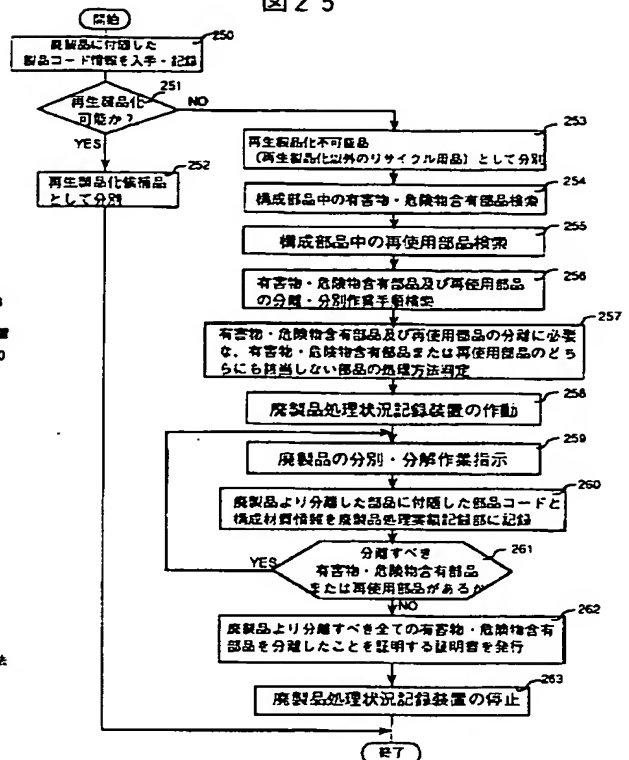 図25
開始
250
廃製品に付随した
製品コード情報を入手・記録
251
再生製品化
可能か？
NO
YES
252
再生製品化候補品
として分別
253
再生製品化不可能品
(再生製品化以外のリサイクル用品)として分別
254
構成部品中の有害物・危険物含有部品検索
255
構成部品中の再使用部品検索
256
有害物・危険物含有部品及び再使用部品
の分離・分別作業手順検索
257
有害物・危険物含有部品及び再使用部品の分離に必要
な、有害物・危険物含有部品または再使用部品のどち
らにも該当しない部品の処理方法判定
258
廃製品処理状況記録装置の作動
259
廃製品の分別・分解作業指示
260
廃製品より分離した部品に付随した部品コードと
構成材質情報を廃製品処理実績記録部に記録
261
分離すべき
有害物・危険物含有部品
または再使用部品があるか
YES
NO
262
廃製品より分離すべき全ての有害物・危険物含有
部品を分離したことを証明する証明書を発行
263
廃製品処理状況記録装置の停止
終了
法